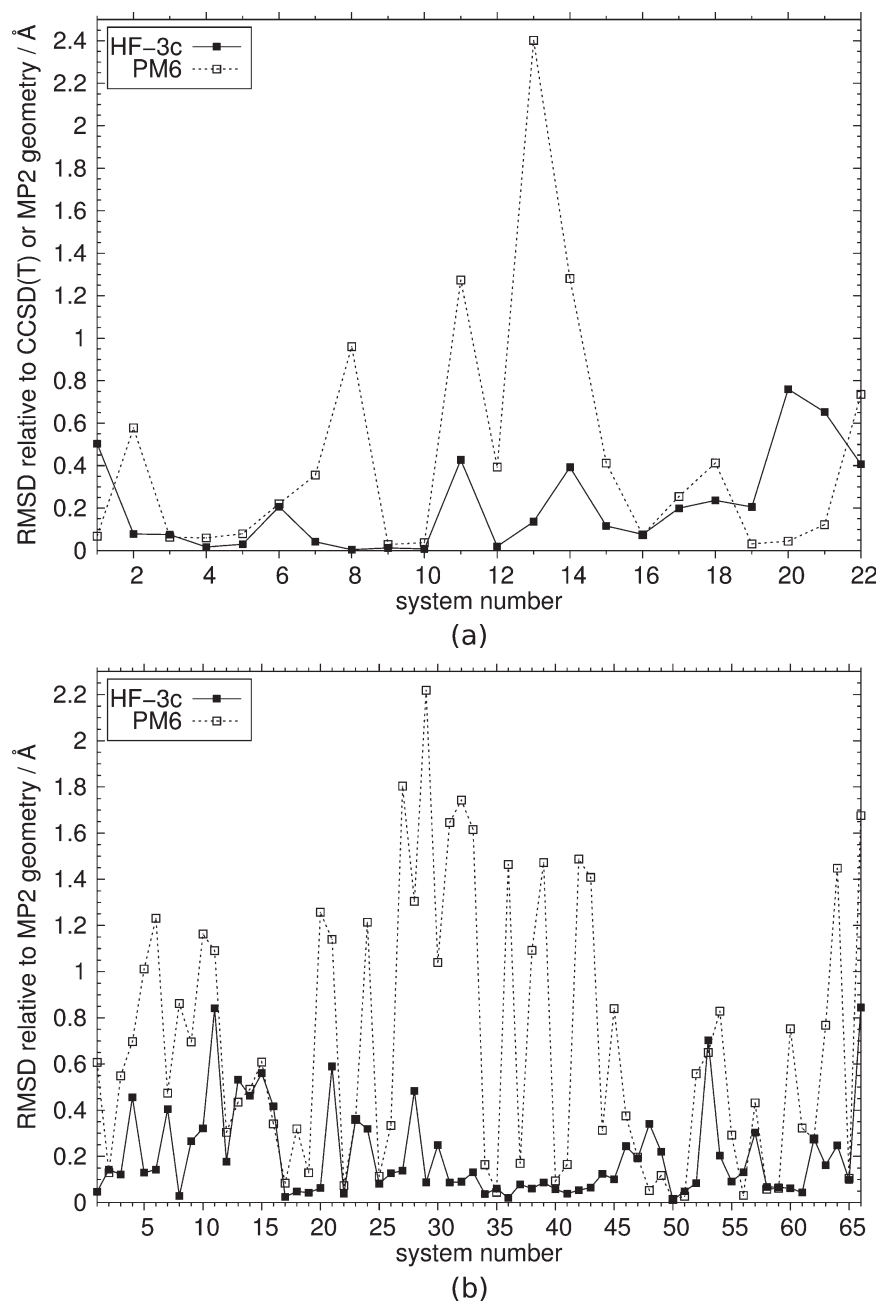 RMSD relative to CCSD(T) or MP2 geometry / Å
HF−3c
PM6
2.4
2.2
2
1.8
1.6
1.4
1.2
1
0.8
0.6
0.4
0.2
0
2 4 6 8 10 12 14 16 18 20 22
system number
(a)
RMSD relative to MP2 geometry / Å
HF−3c
PM6
2.2
2
1.8
1.6
1.4
1.2
1
0.8
0.6
0.4
0.2
0
5 10 15 20 25 30 35 40 45 50 55 60 65
system number
(b)